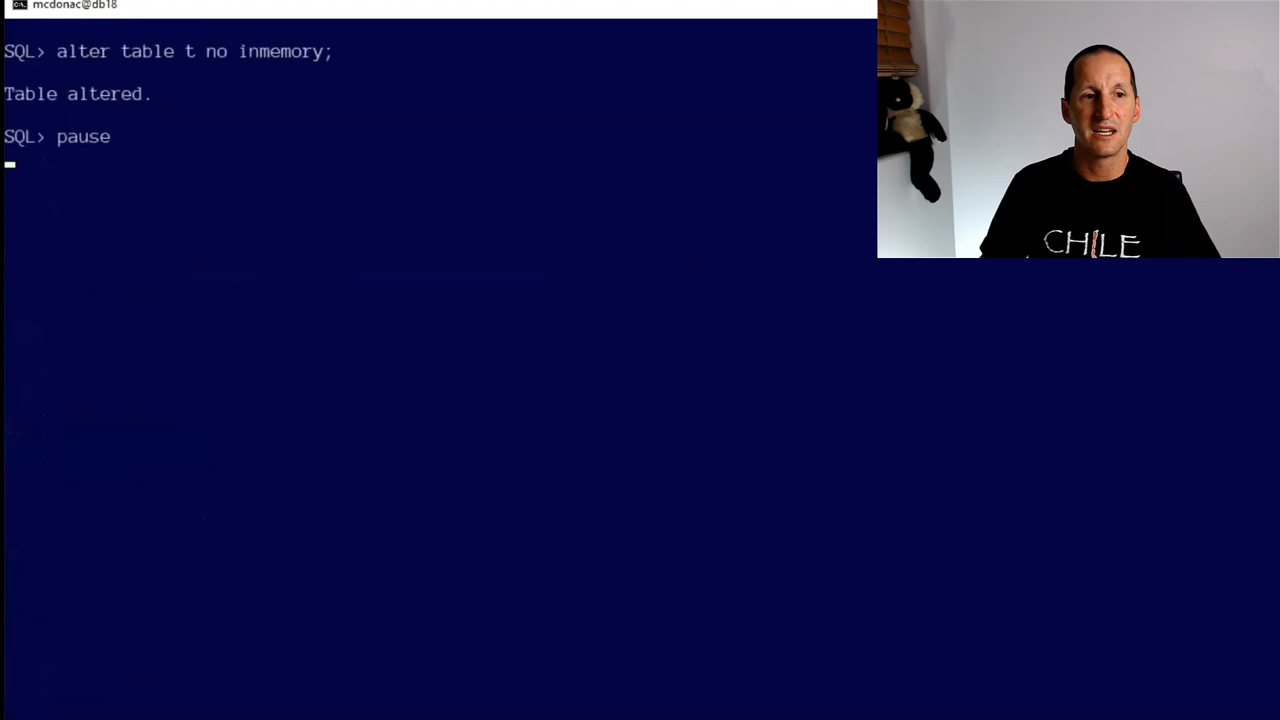 mcdonac@db18
SQL> alter table t no inmemory;
Table altered.
SQL> pause
CHILE